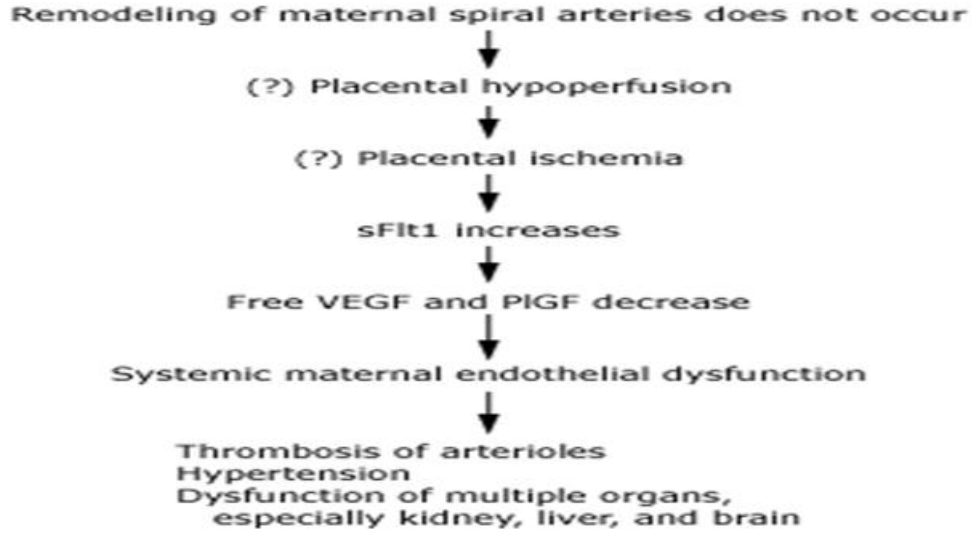 Remodeling of maternal spiral arteries does not occur
(?) Placental hypoperfusion
(?) Placental ischemia
sFlt1 increases
Free VEGF and PlGF decrease
Systemic maternal endothelial dysfunction
Thrombosis of arterioles
Hypertension
Dysfunction of multiple organs,
especially kidney, liver, and brain